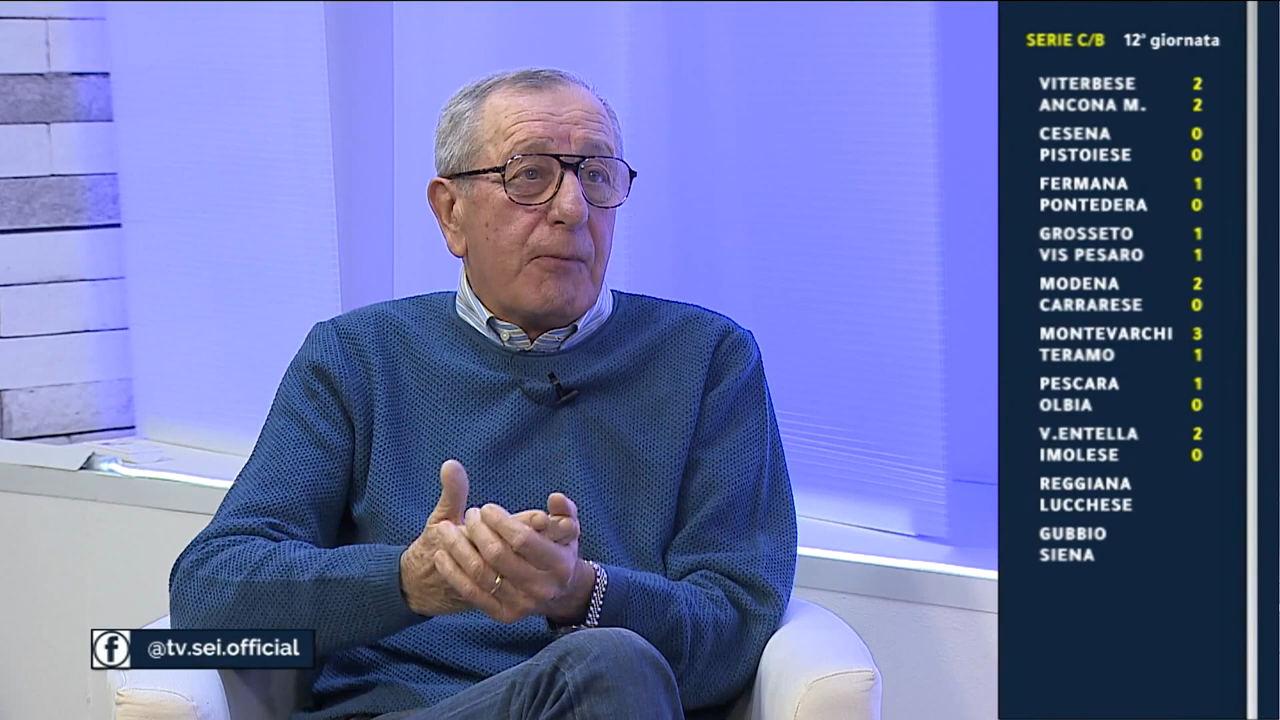 SERIE C/B 12ª giornata
VITERBESE 2
ANCONA M. 2
CESENA 0
PISTOIESE 0
FERMANA 1
PONTEDERA 0
GROSSETO 1
VIS PESARO 1
MODENA 2
CARRARESE 0
MONTEVARCHI 3
TERAMO 1
PESCARA 1
OLBIA 0
V.ENTELLA 2
IMOLESE 0
REGGIANA
LUCCHESE
GUBBIO
SIENA
f @tv.sei.official